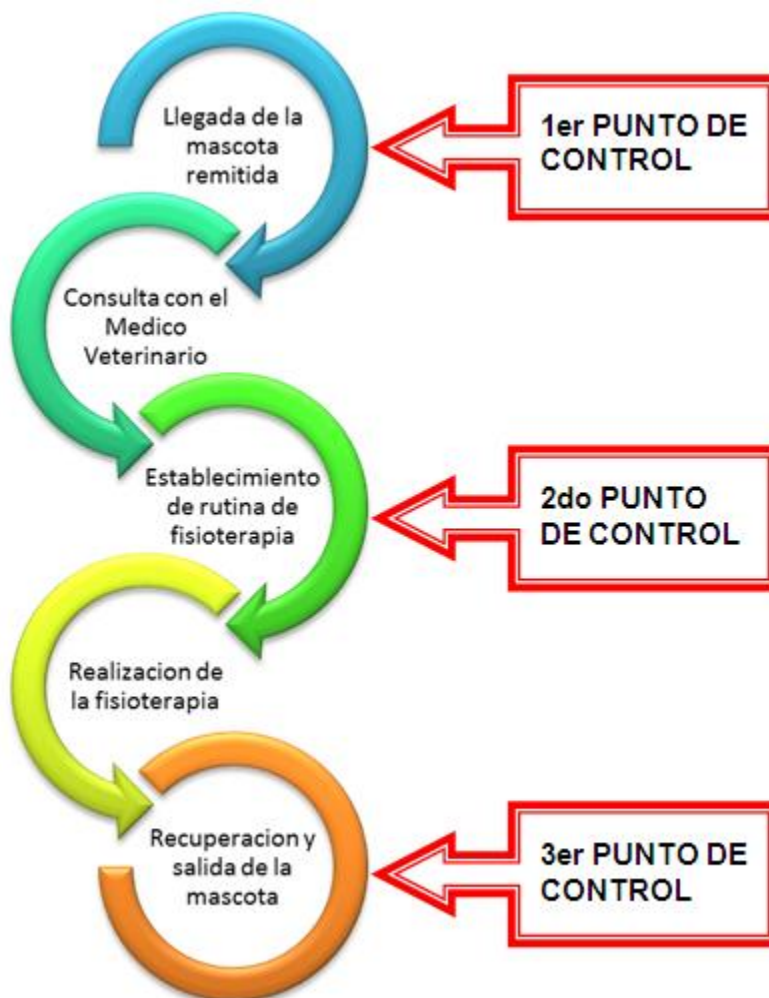 Llegada de la
mascota
remitida
1er PUNTO DE
CONTROL
Consulta con el
Medico
Veterinario
Establecimiento
de rutina de
fisioterapia
2do PUNTO
DE CONTROL
Realizacion de
la fisioterapia
Recuperacion y
salida de la
mascota
3er PUNTO DE
CONTROL